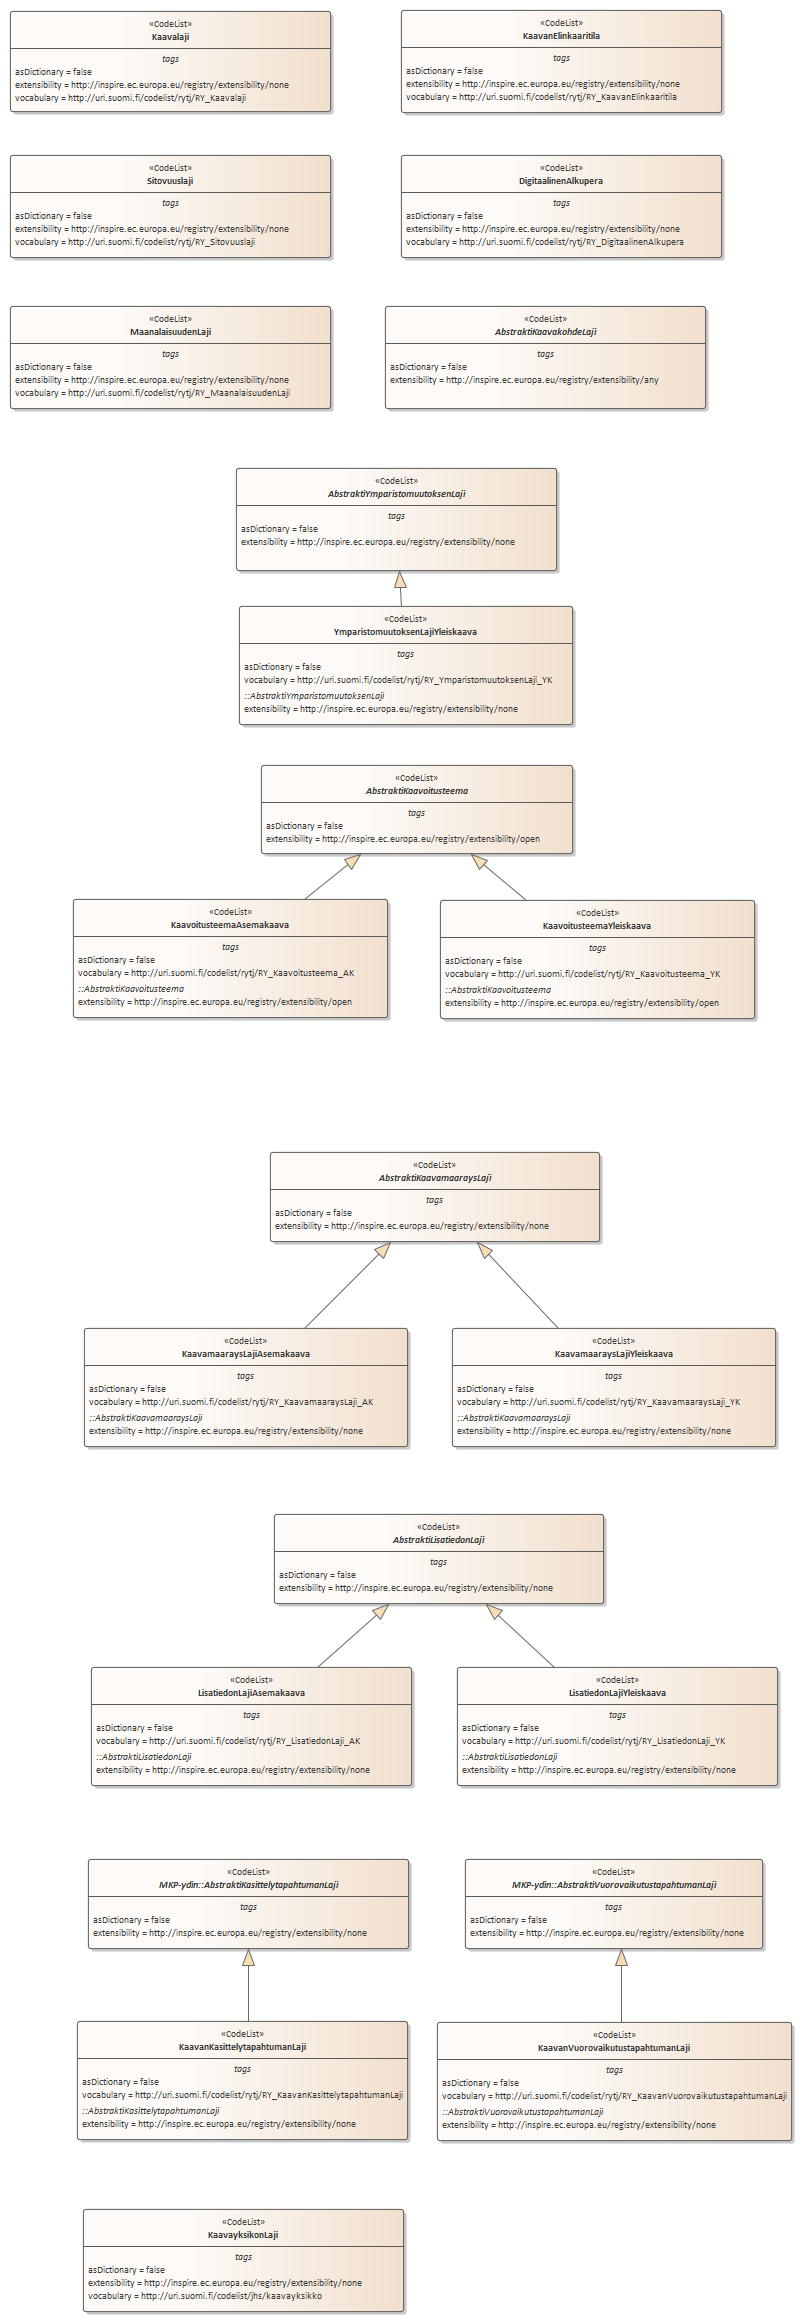 «CodeList»
Kaavalaji
tags
asDictionary = false
extensibility = http://inspire.ec.europa.eu/registry/extensibility/none
vocabulary = http://uri.suomi.fi/codelist/rytj/RY_Kaavalaji
«CodeList»
KaavanElinkaaritila
tags
asDictionary = false
extensibility = http://inspire.ec.europa.eu/registry/extensibility/none
vocabulary = http://uri.suomi.fi/codelist/rytj/RY_KaavanElinkaaritila
«CodeList»
Sitovuuslaji
tags
asDictionary = false
extensibility = http://inspire.ec.europa.eu/registry/extensibility/none
vocabulary = http://uri.suomi.fi/codelist/rytj/RY_Sitovuuslaji
«CodeList»
DigitaalinenAlkupera
tags
asDictionary = false
extensibility = http://inspire.ec.europa.eu/registry/extensibility/none
vocabulary = http://uri.suomi.fi/codelist/rytj/RY_DigitaalinenAlkupera
«CodeList»
MaanalaisuudenLaji
tags
asDictionary = false
extensibility = http://inspire.ec.europa.eu/registry/extensibility/none
vocabulary = http://uri.suomi.fi/codelist/rytj/RY_MaanalaisuudenLaji
«CodeList»
AbstraktiKaavakohdeLaji
tags
asDictionary = false
extensibility = http://inspire.ec.europa.eu/registry/extensibility/any
«CodeList»
AbstraktiYmparistomuutoksenLaji
tags
asDictionary = false
extensibility = http://inspire.ec.europa.eu/registry/extensibility/none
«CodeList»
YmparistomuutoksenLajiYleiskaava
tags
asDictionary = false
vocabulary = http://uri.suomi.fi/codelist/rytj/RY_YmparistomuutoksenLaji_YK
::AbstraktiYmparistomuutoksenLaji
extensibility = http://inspire.ec.europa.eu/registry/extensibility/none
«CodeList»
AbstraktiKaavoitusteema
tags
asDictionary = false
extensibility = http://inspire.ec.europa.eu/registry/extensibility/open
«CodeList»
KaavoitusteemaAsemakaava
tags
asDictionary = false
vocabulary = http://uri.suomi.fi/codelist/rytj/RY_Kaavoitusteema_AK
::AbstraktiKaavoitusteema
extensibility = http://inspire.ec.europa.eu/registry/extensibility/open
«CodeList»
KaavoitusteemaYleiskaava
tags
asDictionary = false
vocabulary = http://uri.suomi.fi/codelist/rytj/RY_Kaavoitusteema_YK
::AbstraktiKaavoitusteema
extensibility = http://inspire.ec.europa.eu/registry/extensibility/open
«CodeList»
AbstraktiKaavamaaraysLaji
tags
asDictionary = false
extensibility = http://inspire.ec.europa.eu/registry/extensibility/none
«CodeList»
KaavamaaraysLajiAsemakaava
tags
asDictionary = false
vocabulary = http://uri.suomi.fi/codelist/rytj/RY_KaavamaaraysLaji_AK
::AbstraktiKaavamaaraysLaji
extensibility = http://inspire.ec.europa.eu/registry/extensibility/none
«CodeList»
KaavamaaraysLajiYleiskaava
tags
asDictionary = false
vocabulary = http://uri.suomi.fi/codelist/rytj/RY_KaavamaaraysLaji_YK
::AbstraktiKaavamaaraysLaji
extensibility = http://inspire.ec.europa.eu/registry/extensibility/none
«CodeList»
AbstraktiLisatiedonLaji
tags
asDictionary = false
extensibility = http://inspire.ec.europa.eu/registry/extensibility/none
«CodeList»
LisatiedonLajiAsemakaava
tags
asDictionary = false
vocabulary = http://uri.suomi.fi/codelist/rytj/RY_LisatiedonLaji_AK
::AbstraktiLisatiedonLaji
extensibility = http://inspire.ec.europa.eu/registry/extensibility/none
«CodeList»
LisatiedonLajiYleiskaava
tags
asDictionary = false
vocabulary = http://uri.suomi.fi/codelist/rytj/RY_LisatiedonLaji_YK
::AbstraktiLisatiedonLaji
extensibility = http://inspire.ec.europa.eu/registry/extensibility/none
«CodeList»
MKP-ydin::AbstraktiKasittelytapahtumanLaji
tags
asDictionary = false
extensibility = http://inspire.ec.europa.eu/registry/extensibility/none
«CodeList»
MKP-ydin::AbstraktiVuorovaikutustapahtumanLaji
tags
asDictionary = false
extensibility = http://inspire.ec.europa.eu/registry/extensibility/none
«CodeList»
KaavanKasittelytapahtumanLaji
tags
asDictionary = false
vocabulary = http://uri.suomi.fi/codelist/rytj/RY_KaavanKasittelytapahtumanLaji
::AbstraktiKasittelytapahtumanLaji
extensibility = http://inspire.ec.europa.eu/registry/extensibility/none
«CodeList»
KaavanVuorovaikutustapahtumanLaji
tags
asDictionary = false
vocabulary = http://uri.suomi.fi/codelist/rytj/RY_KaavanVuorovaikutustapahtumanLaji
::AbstraktiVuorovaikutustapahtumanLaji
extensibility = http://inspire.ec.europa.eu/registry/extensibility/none
«CodeList»
KaavayksikonLaji
tags
asDictionary = false
extensibility = http://inspire.ec.europa.eu/registry/extensibility/none
vocabulary = http://uri.suomi.fi/codelist/jhs/kaavayksikko